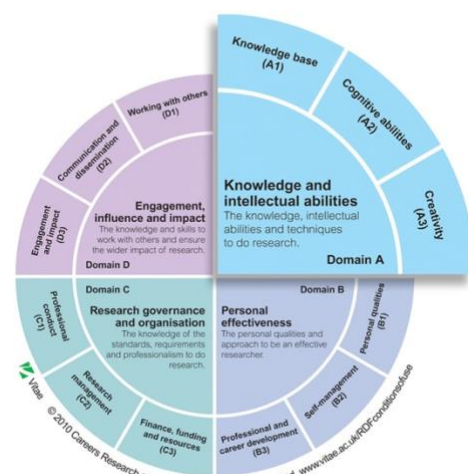 Knowledge base
(A1)
Cognitive abilities
(A2)
Creativity
(A3)
Knowledge and
intellectual abilities
The knowledge, intellectual
abilities and techniques
to do research.
Domain A
Working with others
(D1)
Communication and
dissemination
(D2)
Engagement
and impact
(D3)
Engagement,
influence and impact
The knowledge and skills to
work with others and ensure
the wider impact of research.
Domain D
Domain C
Research governance
and organisation
The knowledge of the
standards, requirements
and professionalism to do
research.
Professional
conduct
(C1)
Research
management
(C2)
Finance, funding
and resources
(C3)
Domain B
Personal
effectiveness
The personal qualities and
approach to be an effective
researcher.
Personal qualities
(B1)
Self-management
(B2)
Professional and
career development
(B3)
Vitae
© 2010 Careers Research
www.vitae.ac.uk/RDFconditionsofuse